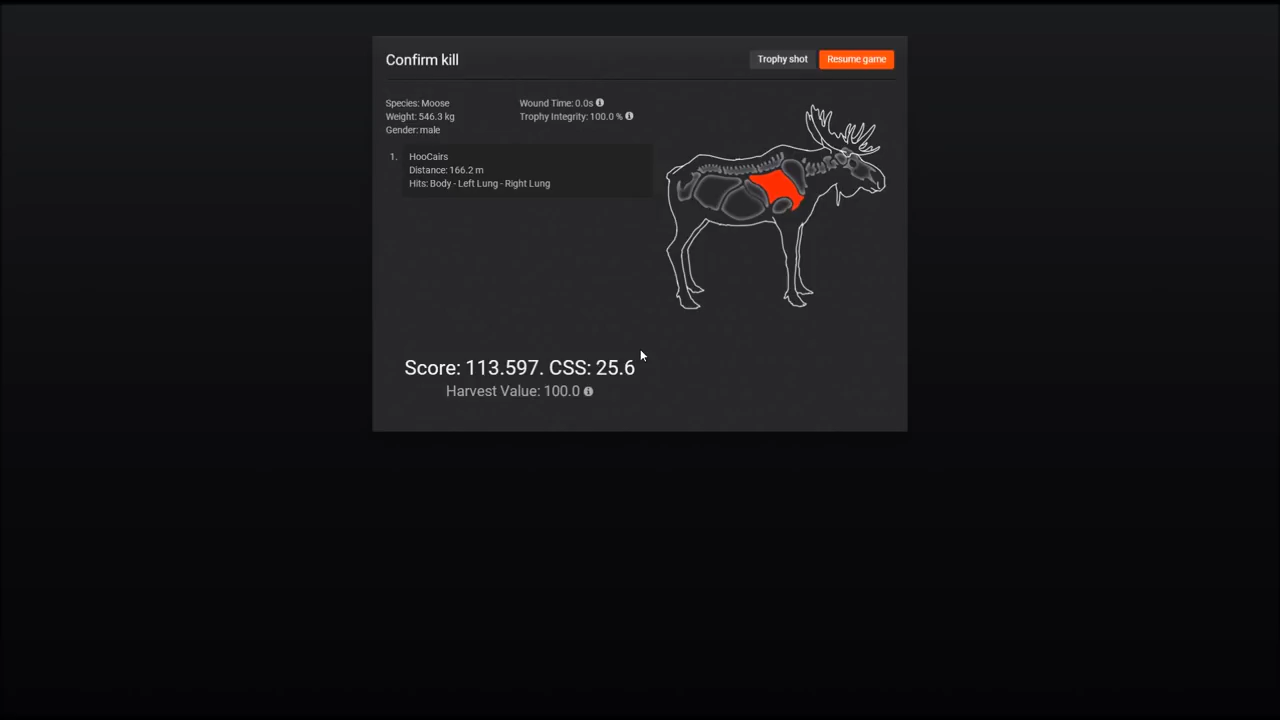 Confirm kill
Trophy shot
Resume game
Species: Moose
Weight: 546.3 kg
Gender: male
Wound Time: 0.0s
Trophy Integrity: 100.0 %
1.
HooCairs
Distance: 166.2 m
Hits: Body - Left Lung - Right Lung
Score: 113.597. CSS: 25.6
Harvest Value: 100.0